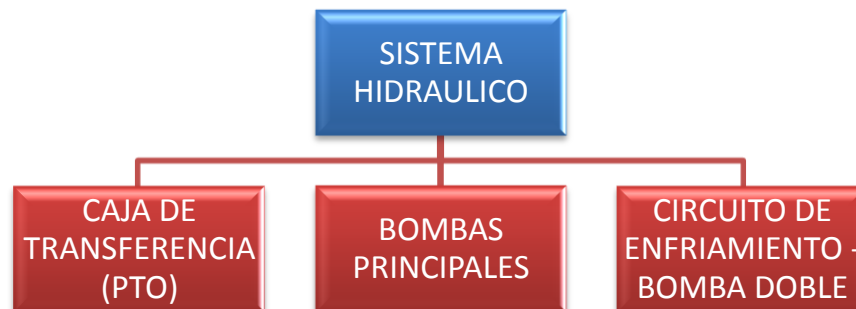 SISTEMA
HIDRAULICO
CAJA DE
TRANSFERENCIA
(PTO)
BOMBAS
PRINCIPALES
CIRCUITO DE
ENFRIAMIENTO -
BOMBA DOBLE